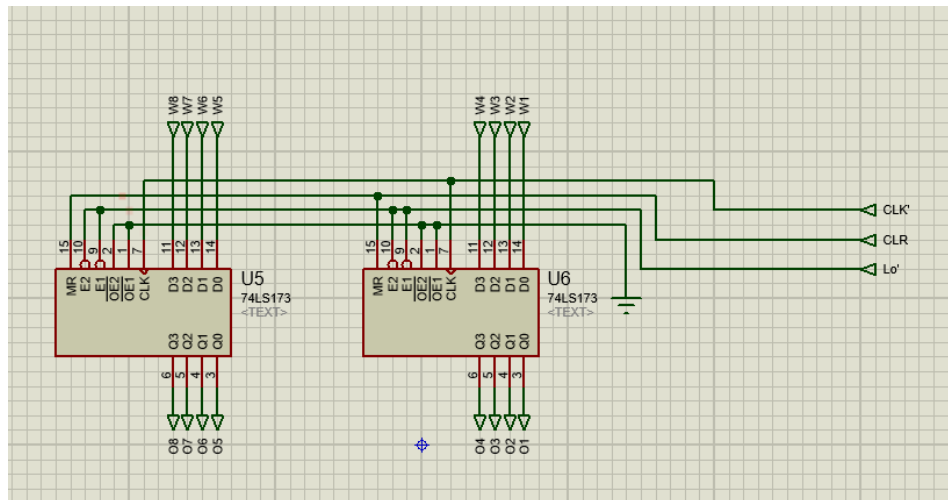 W8 W7 W6 W5
W4 W3 W2 W1
CLK'
CLR
Lo'
15 10 9 2 1 7 11 12 13 14
MR E2 E1 OE2 OE1 CLK D3 D2 D1 D0
U5
74LS173
<TEXT>
Q3 Q2 Q1 Q0
6 5 4 3
O8 O7 O6 O5
15 10 9 2 1 7 11 12 13 14
MR E2 E1 OE2 OE1 CLK D3 D2 D1 D0
U6
74LS173
<TEXT>
Q3 Q2 Q1 Q0
6 5 4 3
O4 O3 O2 O1